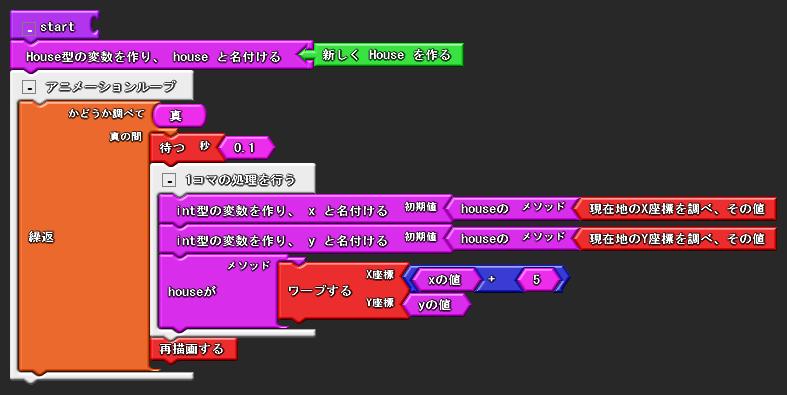 start
House型の変数を作り、 house と名付ける 新しく House を作る
アニメーションループ
かどうか調べて 真
真の間
待つ 秒 0.1
1コマの処理を行う
int型の変数を作り、 x と名付ける 初期値 houseの メソッド 現在地のX座標を調べ、その値
繰返
int型の変数を作り、 y と名付ける 初期値 houseの メソッド 現在地のY座標を調べ、その値
メソッド
houseが ワープする
X座標 xの値 + 5
Y座標 yの値
再描画する